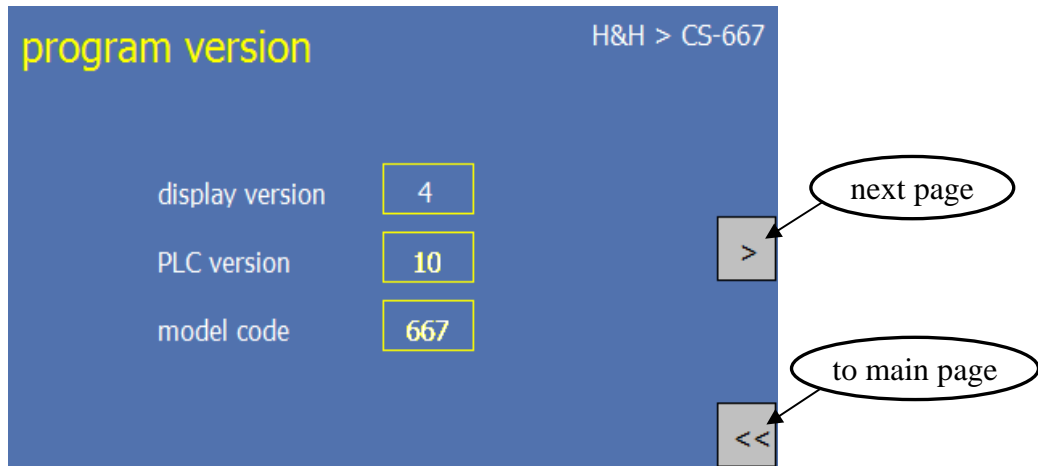 program version
H&H > CS-667
display version 4
next page
PLC version 10
>
model code 667
to main page
<<